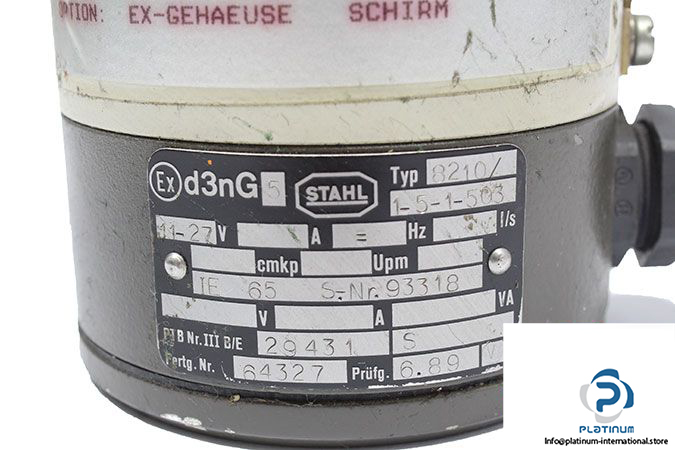 OPTION: EX-GEHAEUSE SCHIRM
Ex d3nG5 STAHL Typ 8210/
1-5-1-503
11-27 V A = Hz l/s
cmkp Upm
IE 65 S-Nr. 93318
V A VA
PTB Nr. III B/E 29431 S
Fertg. Nr. 64327 Prüfg. 6.89 V
PLATINUM
Info@platinum-international.store